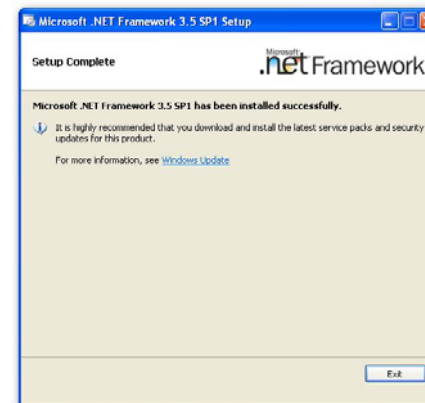 Microsoft .NET Framework 3.5 SP1 Setup
Setup Complete
Microsoft
.net Framework
Microsoft .NET Framework 3.5 SP1 has been installed successfully.
It is highly recommended that you download and install the latest service packs and security
updates for this product.
For more information, see Windows Update
Exit